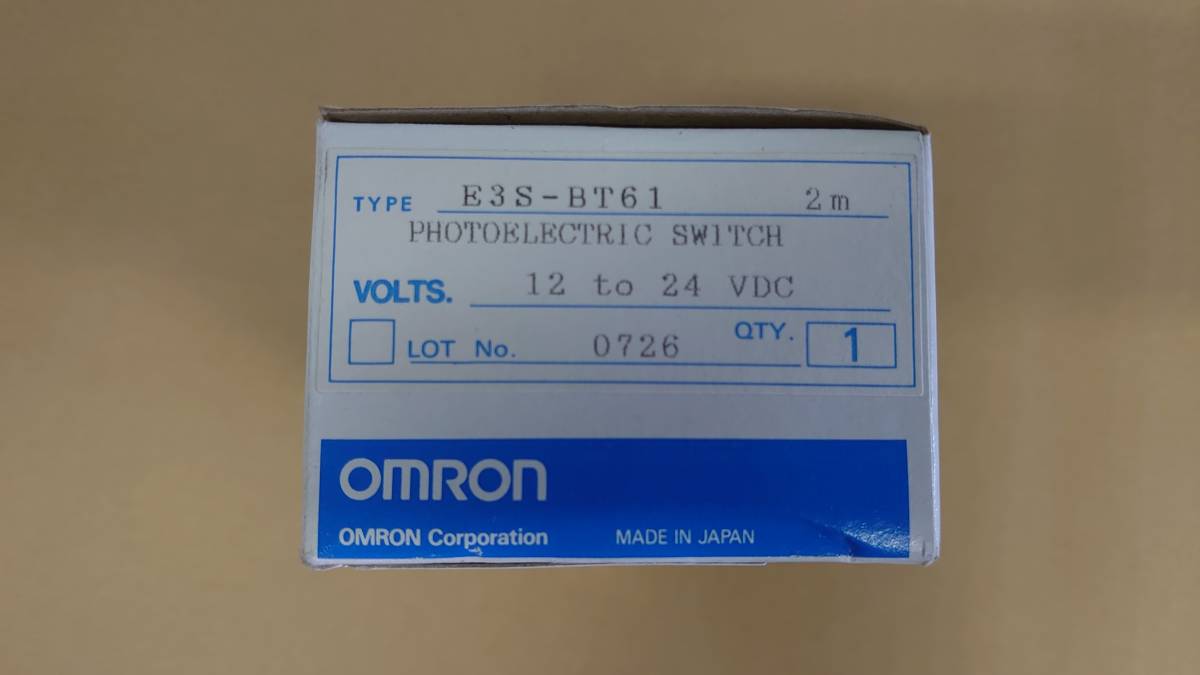 TYPE E3S-BT61 2m
PHOTOELECTRIC SWITCH
VOLTS. 12 to 24 VDC
LOT No. 0726 QTY. 1
OMRON
OMRON Corporation MADE IN JAPAN